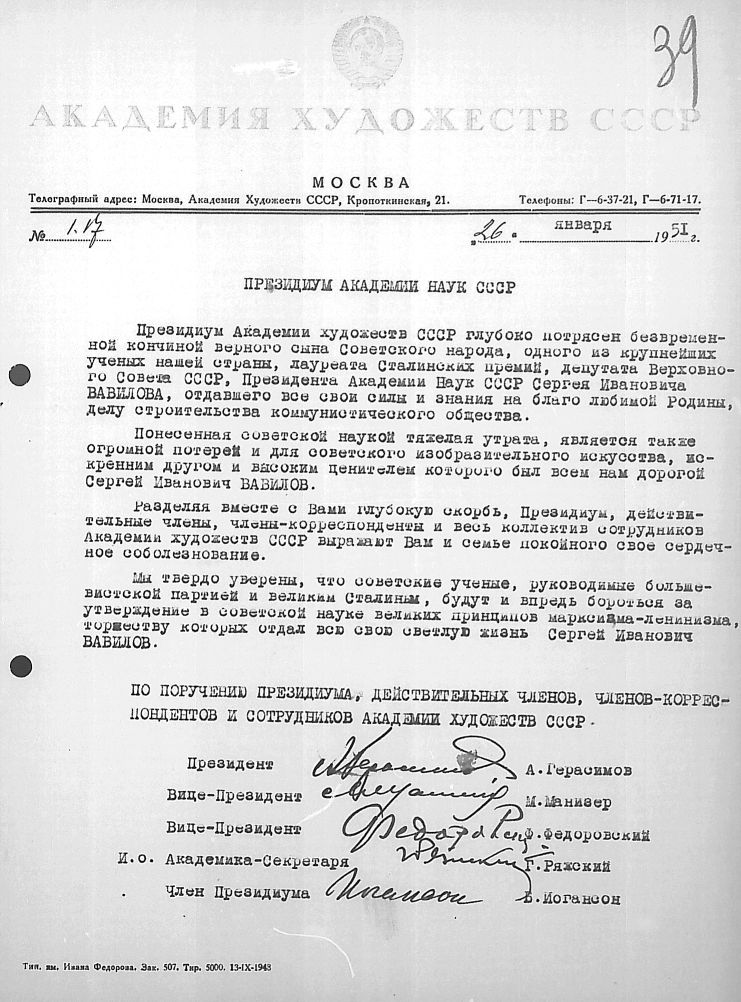 39
АКАДЕМИЯ ХУДОЖЕСТВ СССР
МОСКВА
Телеграфный адрес: Москва, Академия Художеств СССР, Кропоткинская, 21. Телефоны: Г—6-37-21, Г—6-71-17.
№ 1.17 „26" января 1951 г.
ПРЕЗИДИУМ АКАДЕМИИ НАУК СССР
Президиум Академии художеств СССР глубоко потрясен безвремен-
ной кончиной верного сына Советского народа, одного из крупнейших
ученых нашей страны, лауреата Сталинских премий, депутата Верховно-
го Совета СССР, Президента Академии Наук СССР Сергея Ивановича
ВАВИЛОВА, отдавшего все свои силы и знания на благо любимой Родины,
делу строительства коммунистического общества.
Понесенная советской наукой тяжелая утрата, является также
огромной потерей и для советского изобразительного искусства, ис-
кренним другом и высоким ценителем которого был всем нам дорогой
Сергей Иванович ВАВИЛОВ.
Разделяя вместе с Вами глубокую скорбь, Президиум, действи-
тельные члены, члены-корреспонденты и весь коллектив сотрудников
Академии художеств СССР выражают Вам и семье покойного свое сердеч-
ное соболезнование.
Мы твердо уверены, что советские ученые, руководимые больше-
вистской партией и великим Сталиным, будут и впредь бороться за
утверждение в советской науке великих принципов марксизма-ленинизма,
торжеству которых отдал всю свою светлую жизнь Сергей Иванович
ВАВИЛОВ.
ПО ПОРУЧЕНИЮ ПРЕЗИДИУМА, ДЕЙСТВИТЕЛЬНЫХ ЧЛЕНОВ, ЧЛЕНОВ-КОРРЕС-
ПОНДЕНТОВ И СОТРУДНИКОВ АКАДЕМИИ ХУДОЖЕСТВ СССР.
Президент А.Герасимов
Вице-Президент М.Манизер
Вице-Президент Ф.Федоровский
И.о. Академика-Секретаря Г.Ряжский
Член Президиума Иогансон Б.Иогансон
Тип. им. Ивана Федорова. Зак. 507. Тир. 5000. 13-IX-1948